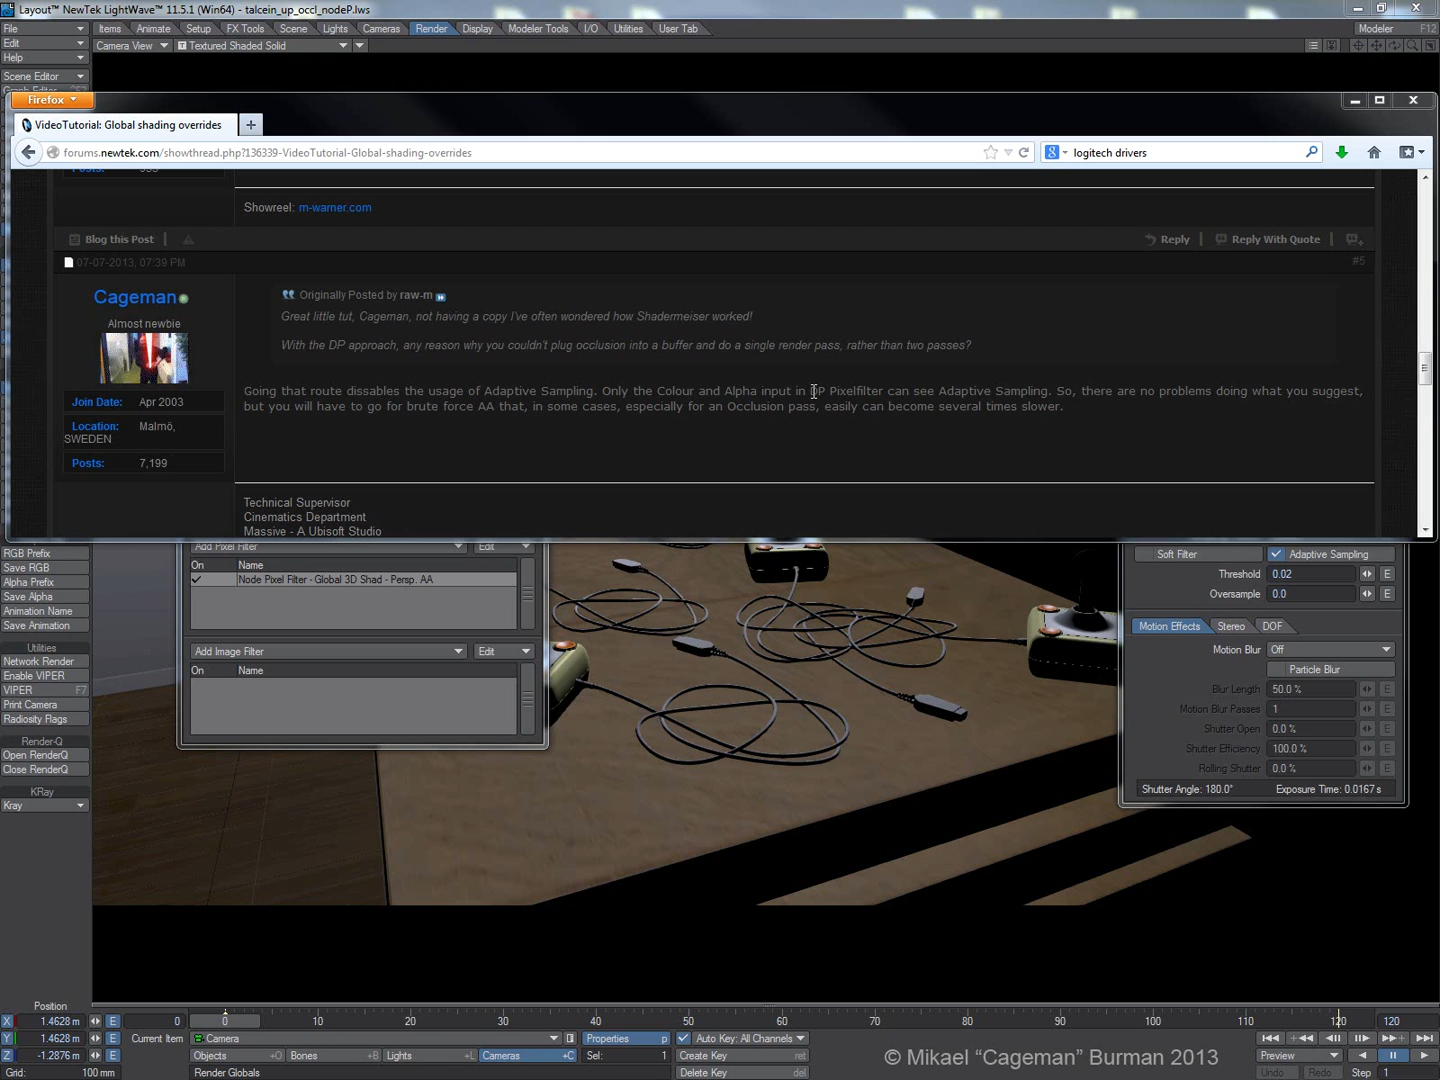 Layout™ NewTek LightWave™ 11.5.1 (Win64) - talcein_up_occl_nodeP.lws
File Items Animate Setup FX Tools Scene Lights Cameras Render Display Modeler Tools I/O Utilities User Tab Modeler F12
Edit Camera View Textured Shaded Solid
Help
Scene Editor
Firefox
VideoTutorial: Global shading overrides
forums.newtek.com/showthread.php?136339-VideoTutorial-Global-shading-overrides logitech drivers
Posts:
Showreel: m-warner.com
Blog this Post Reply Reply With Quote
07-07-2013, 07:39 PM #5
Cageman
Almost newbie
Join Date: Apr 2003
Location: Malmö,
SWEDEN
Posts: 7,199
Originally Posted by raw-m
Great little tut, Cageman, not having a copy I've often wondered how Shadermeiser worked!
With the DP approach, any reason why you couldn't plug occlusion into a buffer and do a single render pass, rather than two passes?
Going that route dissables the usage of Adaptive Sampling. Only the Colour and Alpha input in DP Pixelfilter can see Adaptive Sampling. So, there are no problems doing what you suggest,
but you will have to go for brute force AA that, in some cases, especially for an Occlusion pass, easily can become several times slower.
Technical Supervisor
Cinematics Department
Massive - A Ubisoft Studio
RGB Prefix
Save RGB
Alpha Prefix
Save Alpha
Animation Name
Save Animation
Utilities
Network Render
Enable VIPER
VIPER F7
Print Camera
Radiosity Flags
Render-Q
Open RenderQ
Close RenderQ
KRay
Kray
Add Pixel Filter Edit
On Name
Node Pixel Filter - Global 3D Shad - Persp. AA
Add Image Filter Edit
On Name
Soft Filter Adaptive Sampling
Threshold 0.02 E
Oversample 0.0 E
Motion Effects Stereo DOF
Motion Blur Off
Particle Blur
Blur Length 50.0 % E
Motion Blur Passes 1 E
Shutter Open 0.0 % E
Shutter Efficiency 100.0 % E
Rolling Shutter 0.0 % E
Shutter Angle: 180.0° Exposure Time: 0.0167 s
Position
X 1.4628 m E 0 0 10 20 30 40 50 60 70 80 90 100 110 120 120
Y 1.4628 m E Current Item Camera Properties p Auto Key: All Channels
Z -1.2876 m E Objects +O Bones +B Lights +L Cameras +C Sel: 1 Create Key ret Preview
Grid: 100 mm Render Globals Delete Key del Undo Redo Step 1
© Mikael “Cageman” Burman 2013